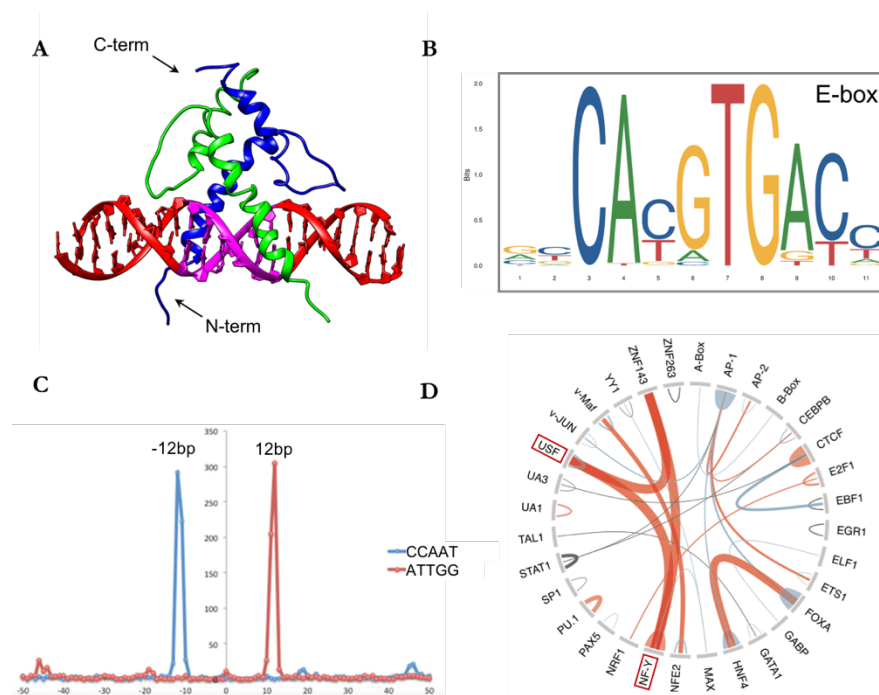 A
C-term
N-term
B
E-box
Bits
2.0
1.5
1.0
0.5
0.0
CACGTGACC
1 2 3 4 5 6 7 8 9 10 11
C
-12bp
12bp
350
300
250
200
150
100
50
0
CCAAT
ATTGG
-50 -40 -30 -20 -10 0 10 20 30 40 50
D
A-Box
AP-1
AP-2
B-Box
CEBPB
CTCF
E2F1
EBF1
EGR1
ELF1
ETS1
FOXA
GABP
GATA1
HNF4
MAX
NFE2
NF-Y
NRF1
PAX5
PU.1
SP1
STAT1
TAL1
UA1
UA3
USF
v-JUN
v-Maf
YY1
ZNF143
ZNF263